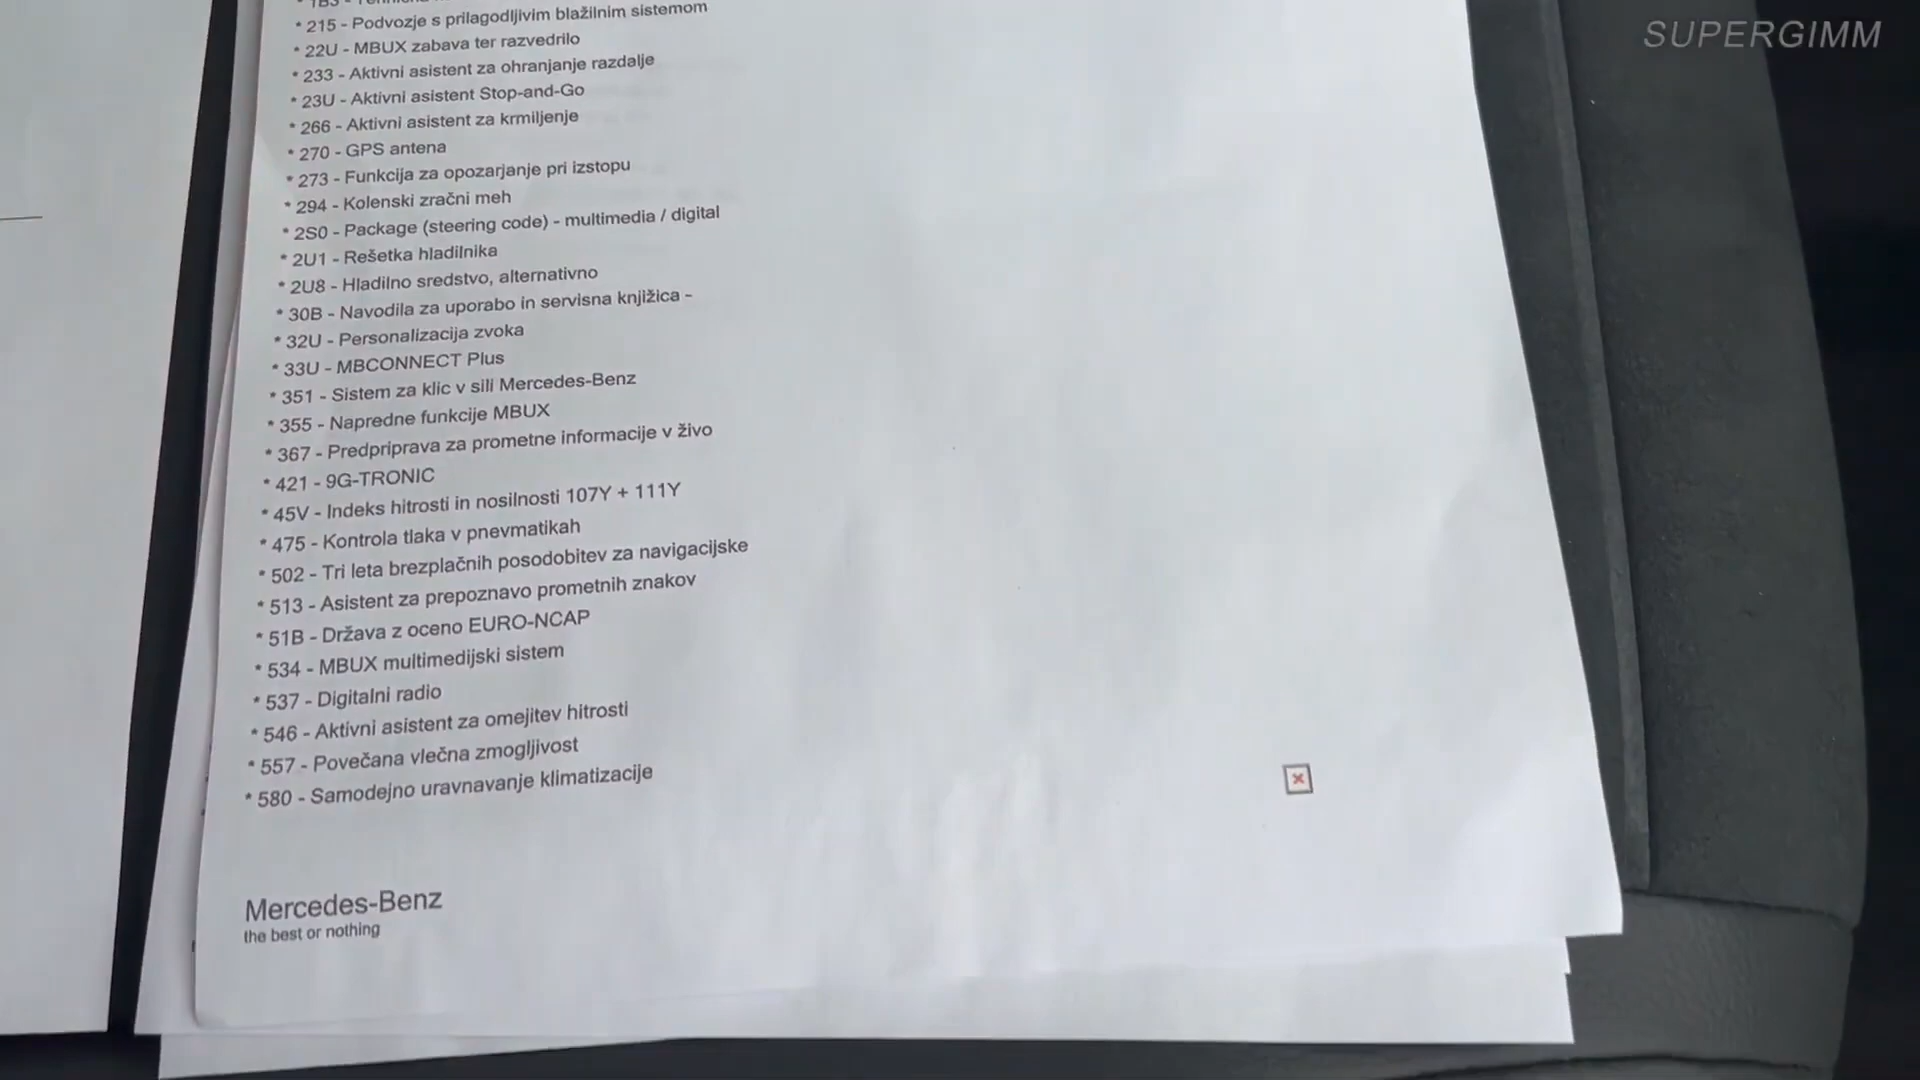 SUPERGIMM
* 1B3 -
* 215 - Podvozje s prilagodljivim blažilnim sistemom
* 22U - MBUX zabava ter razvedrilo
* 233 - Aktivni asistent za ohranjanje razdalje
* 23U - Aktivni asistent Stop-and-Go
* 266 - Aktivni asistent za krmiljenje
* 270 - GPS antena
* 273 - Funkcija za opozarjanje pri izstopu
* 294 - Kolenski zračni meh
* 2S0 - Package (steering code) - multimedia / digital
* 2U1 - Rešetka hladilnika
* 2U8 - Hladilno sredstvo, alternativno
* 30B - Navodila za uporabo in servisna knjižica -
* 32U - Personalizacija zvoka
* 33U - MBCONNECT Plus
* 351 - Sistem za klic v sili Mercedes-Benz
* 355 - Napredne funkcije MBUX
* 367 - Predpriprava za prometne informacije v živo
* 421 - 9G-TRONIC
* 45V - Indeks hitrosti in nosilnosti 107Y + 111Y
* 475 - Kontrola tlaka v pnevmatikah
* 502 - Tri leta brezplačnih posodobitev za navigacijske
* 513 - Asistent za prepoznavo prometnih znakov
* 51B - Država z oceno EURO-NCAP
* 534 - MBUX multimedijski sistem
* 537 - Digitalni radio
* 546 - Aktivni asistent za omejitev hitrosti
* 557 - Povečana vlečna zmogljivost
* 580 - Samodejno uravnavanje klimatizacije
Mercedes-Benz
the best or nothing